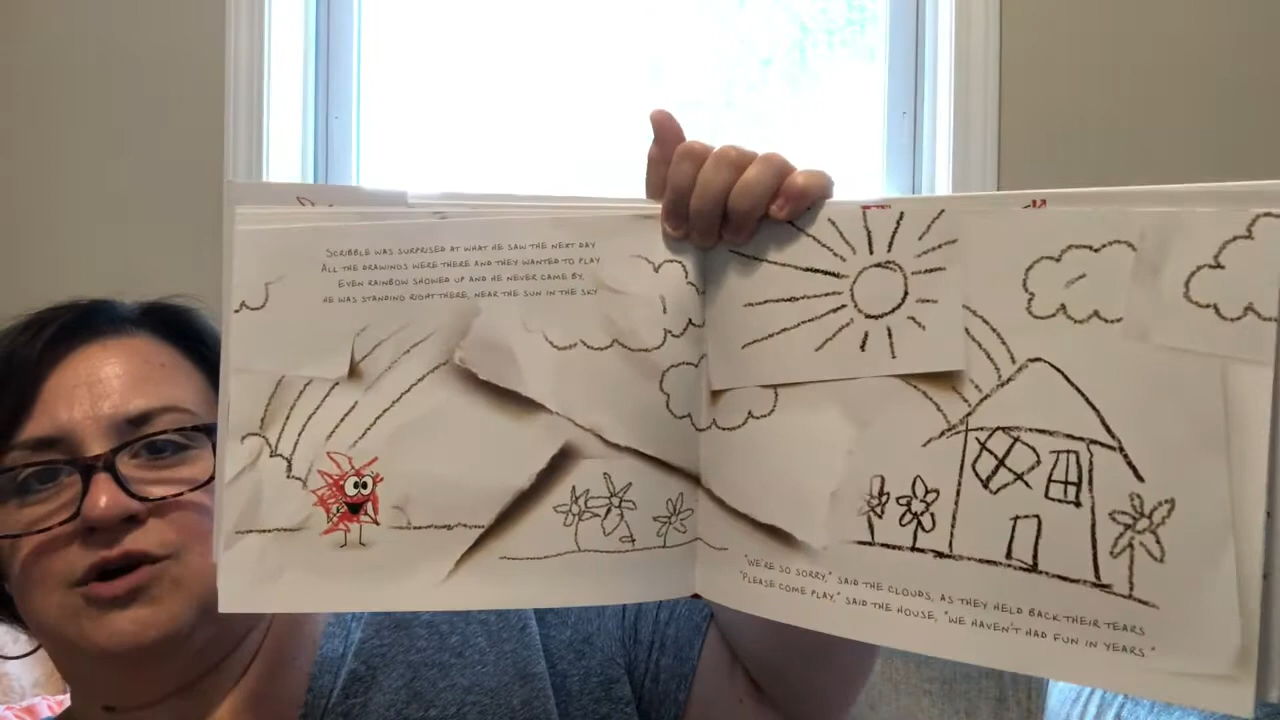 SCRIBBLE WAS SURPRISED AT WHAT HE SAW THE NEXT DAY
ALL THE DRAWINGS WERE THERE AND THEY WANTED TO PLAY
EVEN RAINBOW SHOWED UP AND HE NEVER CAME BY,
HE WAS STANDING RIGHT THERE, NEAR THE SUN IN THE SKY
"WE'RE SO SORRY," SAID THE CLOUDS, AS THEY HELD BACK THEIR TEARS
"PLEASE COME PLAY," SAID THE HOUSE, "WE HAVEN'T HAD FUN IN YEARS."